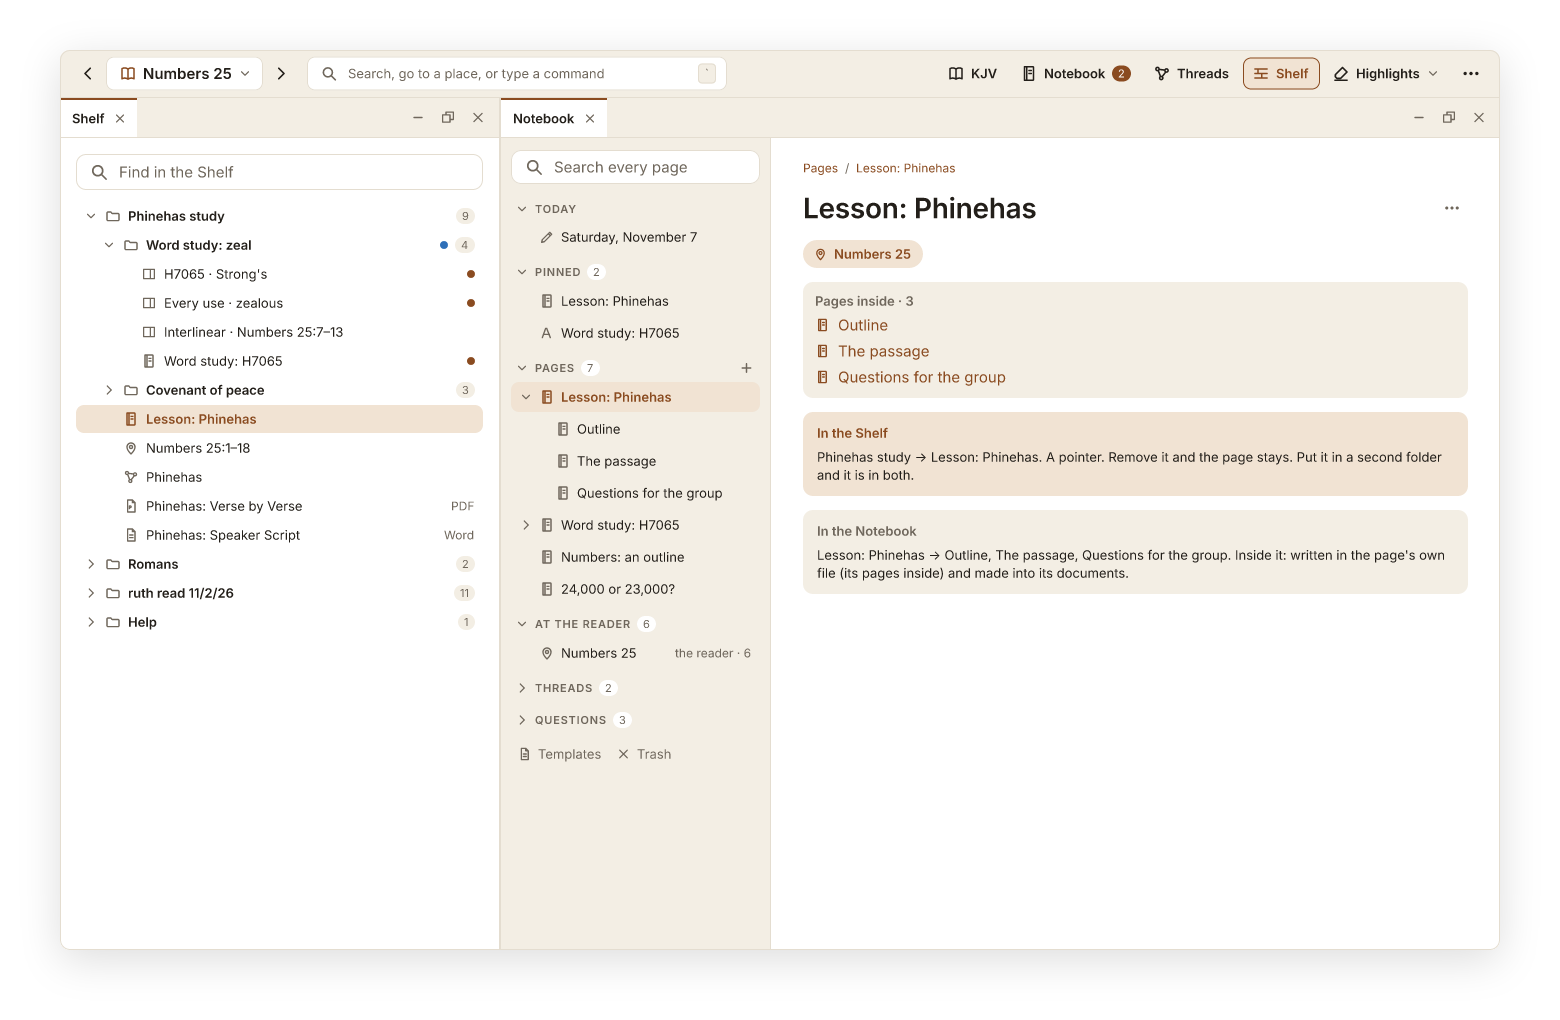 Numbers 25
Search, go to a place, or type a command
`
KJV
Notebook 2
Threads
Shelf
Highlights
Shelf
Find in the Shelf
Phinehas study 9
Word study: zeal 4
H7065 · Strong's
Every use · zealous
Interlinear · Numbers 25:7–13
Word study: H7065
Covenant of peace 3
Lesson: Phinehas
Numbers 25:1–18
Phinehas
Phinehas: Verse by Verse PDF
Phinehas: Speaker Script Word
Romans 2
ruth read 11/2/26 11
Help 1
Notebook
Search every page
TODAY
Saturday, November 7
PINNED 2
Lesson: Phinehas
Word study: H7065
PAGES 7
Lesson: Phinehas
Outline
The passage
Questions for the group
Word study: H7065
Numbers: an outline
24,000 or 23,000?
AT THE READER 6
Numbers 25 the reader · 6
THREADS 2
QUESTIONS 3
Templates Trash
Pages / Lesson: Phinehas
Lesson: Phinehas
Numbers 25
Pages inside · 3
Outline
The passage
Questions for the group
In the Shelf
Phinehas study → Lesson: Phinehas. A pointer. Remove it and the page stays. Put it in a second folder
and it is in both.
In the Notebook
Lesson: Phinehas → Outline, The passage, Questions for the group. Inside it: written in the page's own
file (its pages inside) and made into its documents.